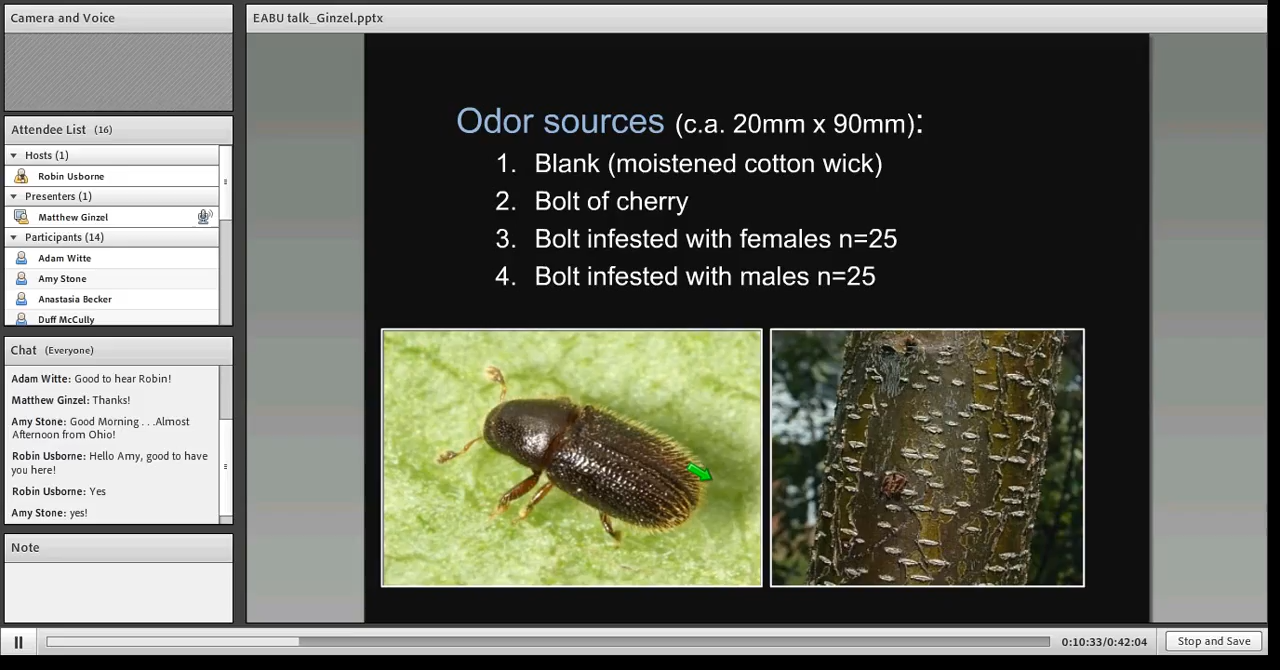 Camera and Voice
EABU talk_Ginzel.pptx
Attendee List (16)
Hosts (1)
Robin Usborne
Presenters (1)
Matthew Ginzel
Participants (14)
Adam Witte
Amy Stone
Anastasia Becker
Duff McCully
Chat (Everyone)
Adam Witte: Good to hear Robin!
Matthew Ginzel: Thanks!
Amy Stone: Good Morning . . .Almost
Afternoon from Ohio!
Robin Usborne: Hello Amy, good to have
you here!
Robin Usborne: Yes
Amy Stone: yes!
Note
Odor sources (c.a. 20mm x 90mm):
1. Blank (moistened cotton wick)
2. Bolt of cherry
3. Bolt infested with females n=25
4. Bolt infested with males n=25
0:10:33/0:42:04
Stop and Save